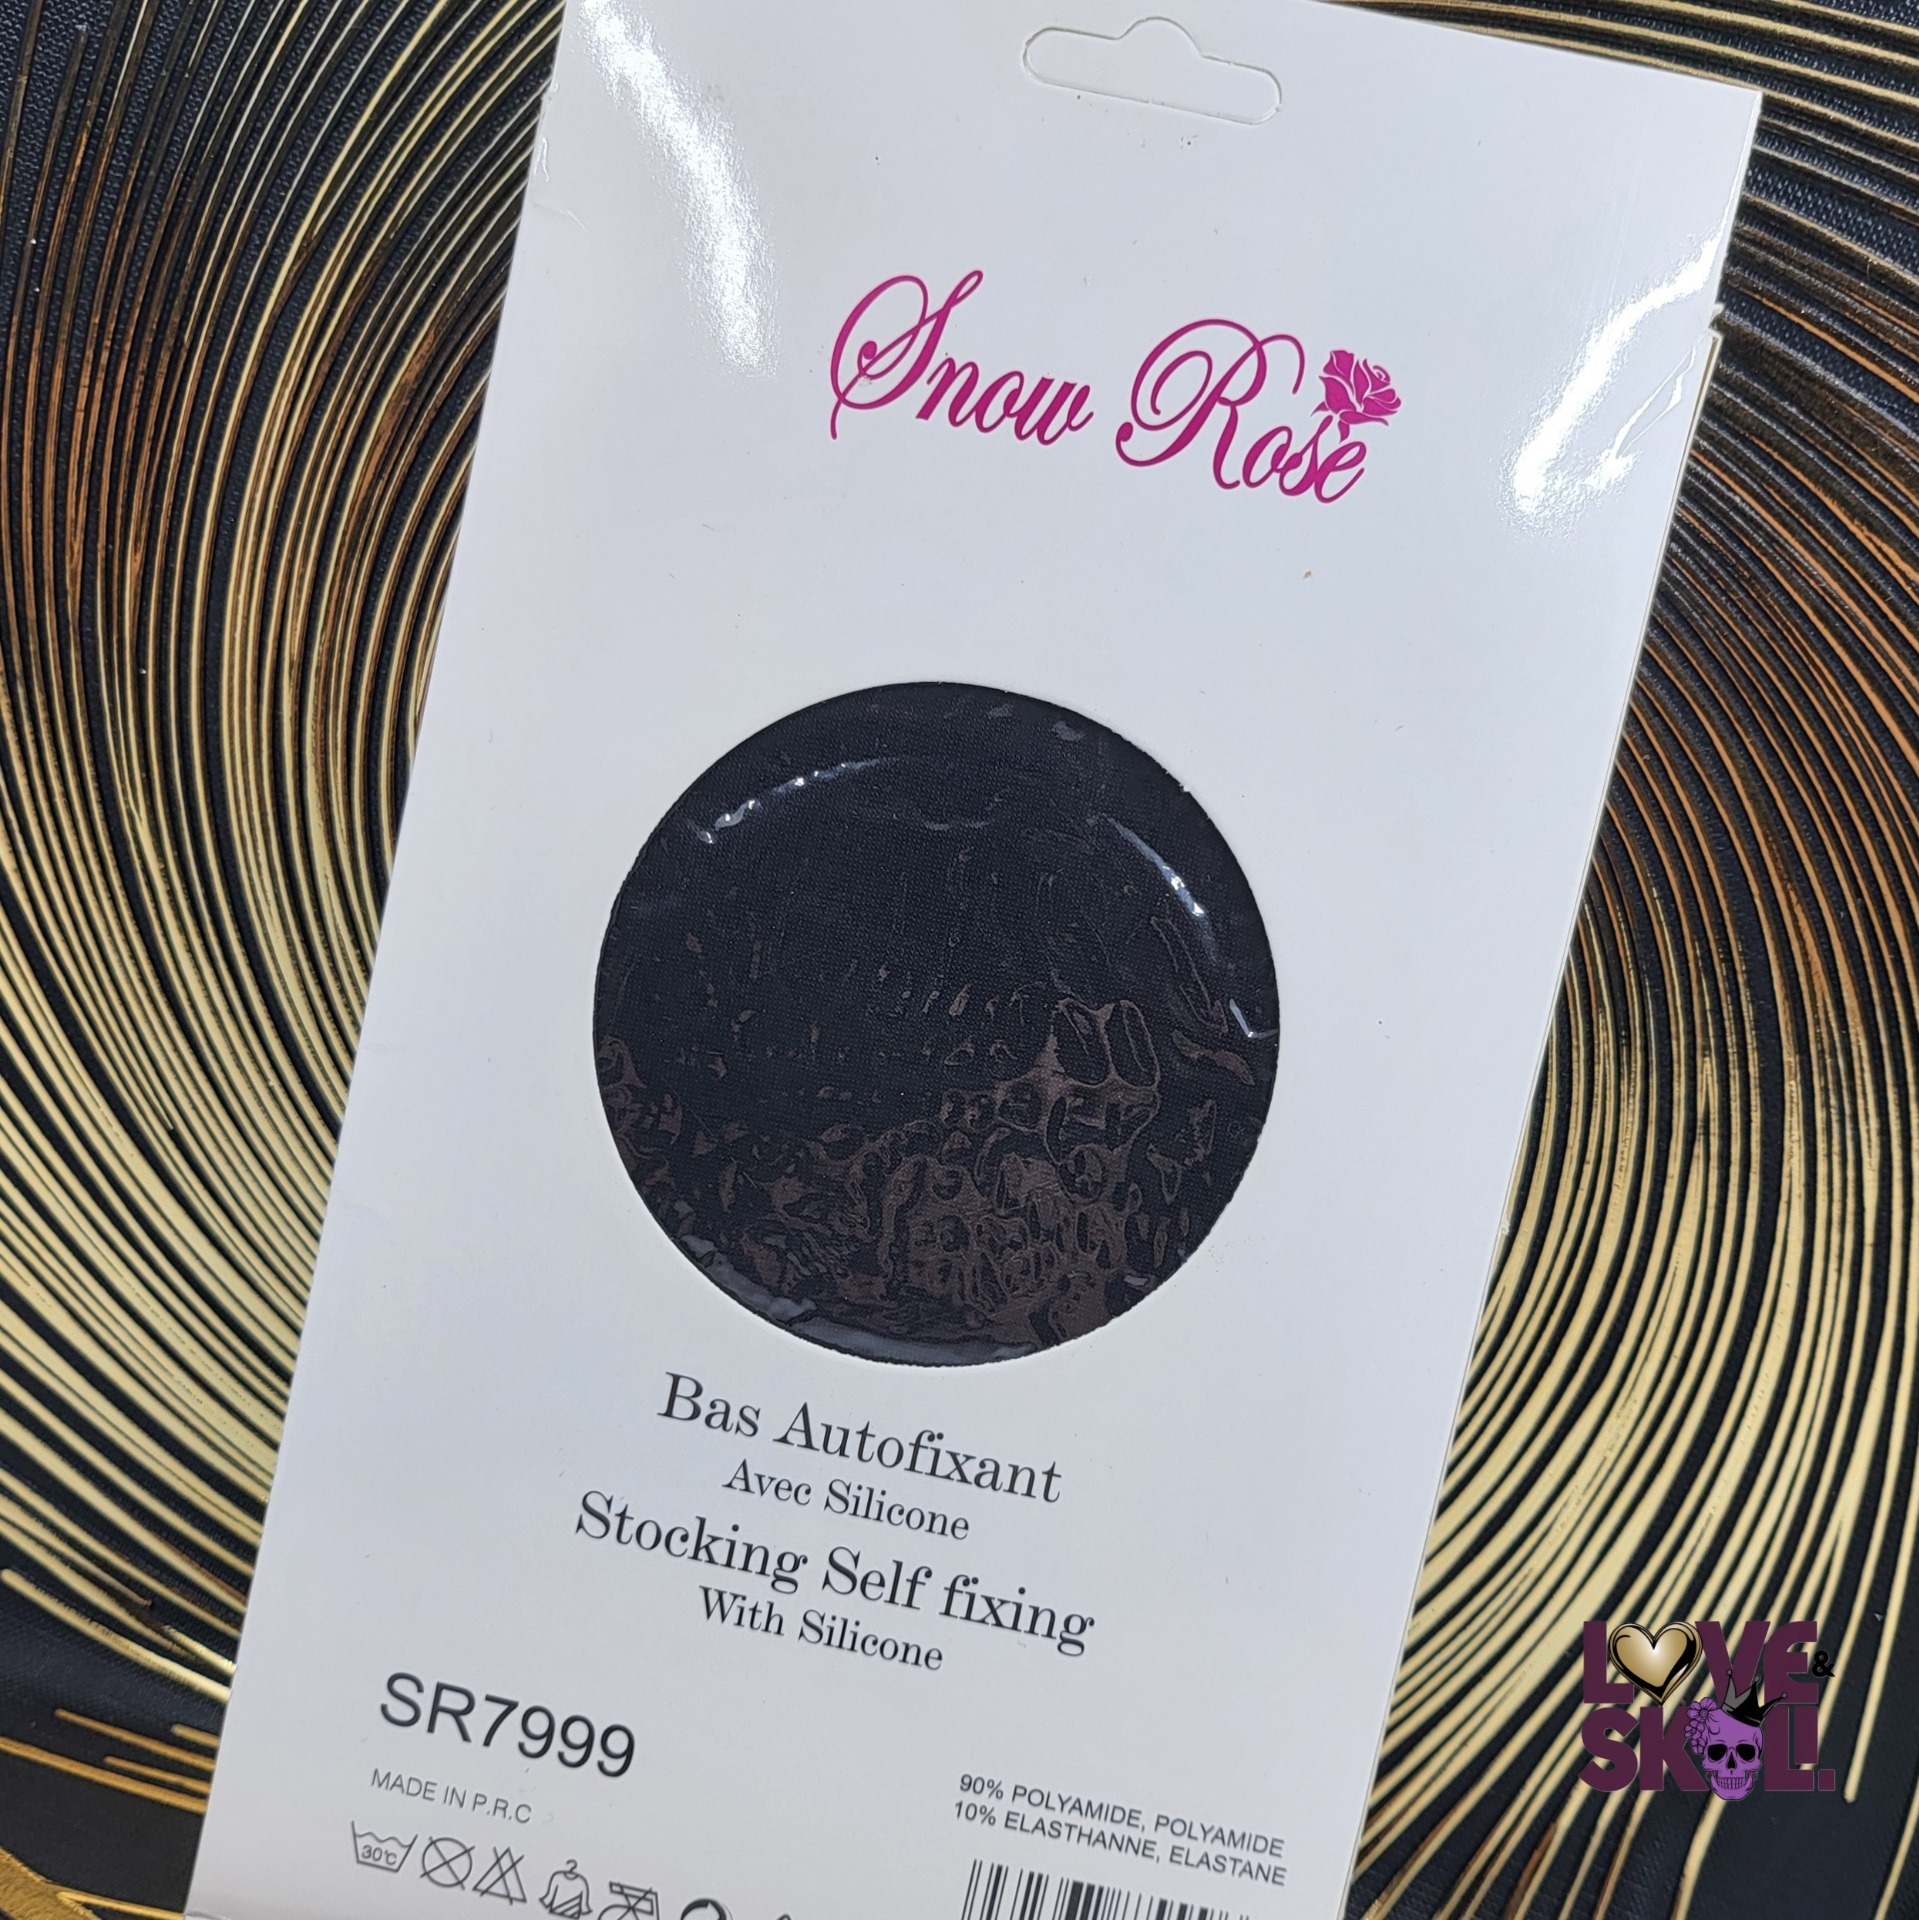 Snow Rose
Bas Autofixant
Avec Silicone
Stocking Self fixing
With Silicone
SR7999
MADE IN P.R.C
30°C
90% POLYAMIDE, POLYAMIDE
10% ELASTHANNE, ELASTANE
LOVE &
SKULL.